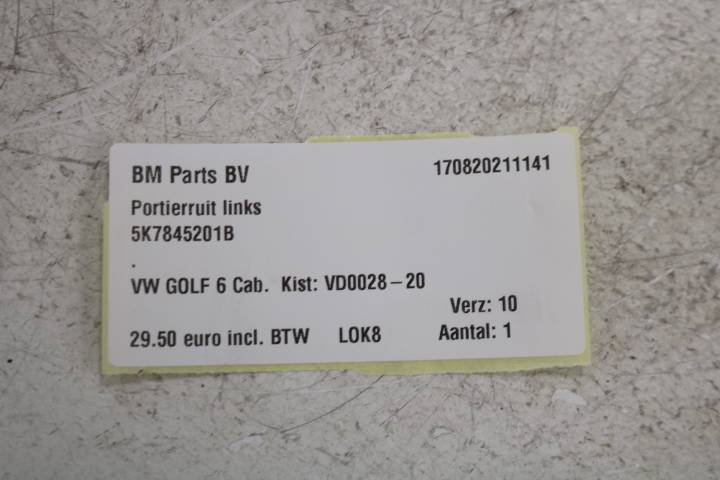 BM Parts BV 170820211141
Portierruit links
5K7845201B
.
VW GOLF 6 Cab. Kist: VD0028-20
Verz: 10
29.50 euro incl. BTW LOK8 Aantal: 1